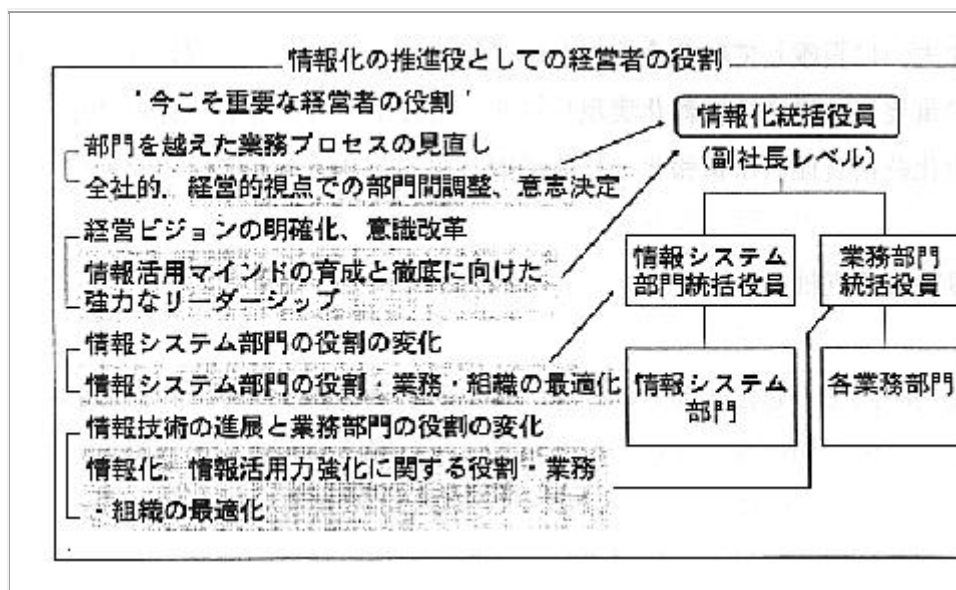 情報化の推進役としての経営者の役割
'今こそ重要な経営者の役割'
部門を越えた業務プロセスの見直し
全社的、経営的視点での部門間調整、意志決定
経営ビジョンの明確化、意識改革
情報活用マインドの育成と徹底に向けた
強力なリーダーシップ
情報システム部門の役割の変化
情報システム部門の役割・業務・組織の最適化
情報技術の進展と業務部門の役割の変化
情報化、情報活用力強化に関する役割・業務
・組織の最適化
情報化統括役員
(副社長レベル)
情報システム
部門統括役員
業務部門
統括役員
情報システム
部門
各業務部門